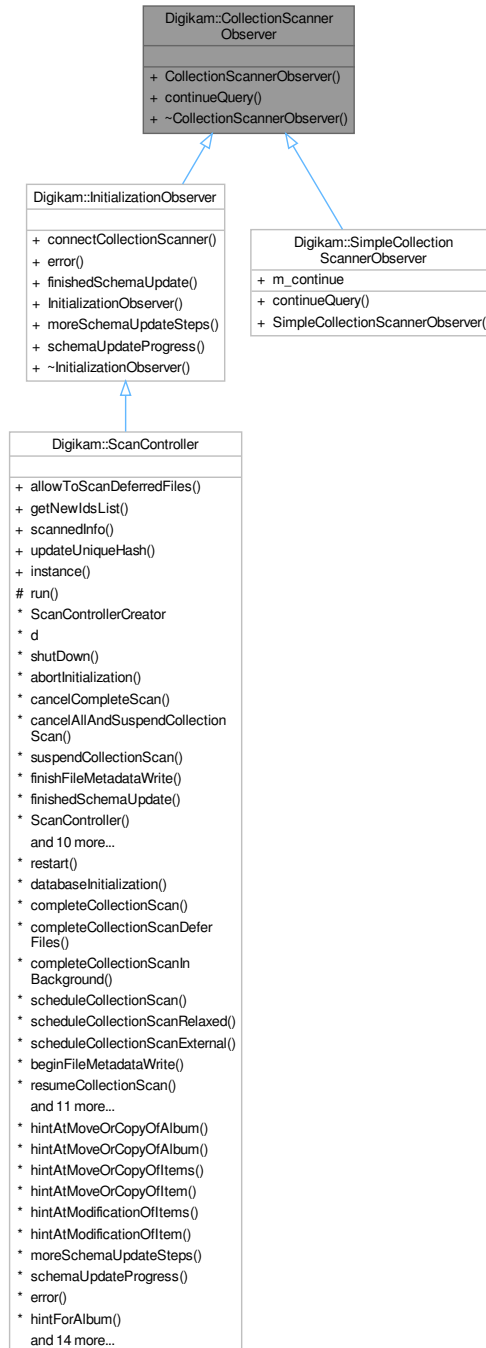 Digikam::CollectionScanner
Observer
+ CollectionScannerObserver()
+ continueQuery()
+ ~CollectionScannerObserver()
Digikam::InitializationObserver
+ connectCollectionScanner()
+ error()
+ finishedSchemaUpdate()
+ InitializationObserver()
+ moreSchemaUpdateSteps()
+ schemaUpdateProgress()
+ ~InitializationObserver()
Digikam::SimpleCollection
ScannerObserver
+ m_continue
+ continueQuery()
+ SimpleCollectionScannerObserver(
Digikam::ScanController
+ allowToScanDeferredFiles()
+ getNewIdsList()
+ scannedInfo()
+ updateUniqueHash()
+ instance()
# run()
* ScanControllerCreator
* d
* shutDown()
* abortInitialization()
* cancelCompleteScan()
* cancelAllAndSuspendCollection
Scan()
* suspendCollectionScan()
* finishFileMetadataWrite()
* finishedSchemaUpdate()
* ScanController()
and 10 more...
* restart()
* databaseInitialization()
* completeCollectionScan()
* completeCollectionScanDefer
Files()
* completeCollectionScanIn
Background()
* scheduleCollectionScan()
* scheduleCollectionScanRelaxed()
* scheduleCollectionScanExternal()
* beginFileMetadataWrite()
* resumeCollectionScan()
and 11 more...
* hintAtMoveOrCopyOfAlbum()
* hintAtMoveOrCopyOfAlbum()
* hintAtMoveOrCopyOfItems()
* hintAtMoveOrCopyOfItem()
* hintAtModificationOfItems()
* hintAtModificationOfItem()
* moreSchemaUpdateSteps()
* schemaUpdateProgress()
* error()
* hintForAlbum()
and 14 more...